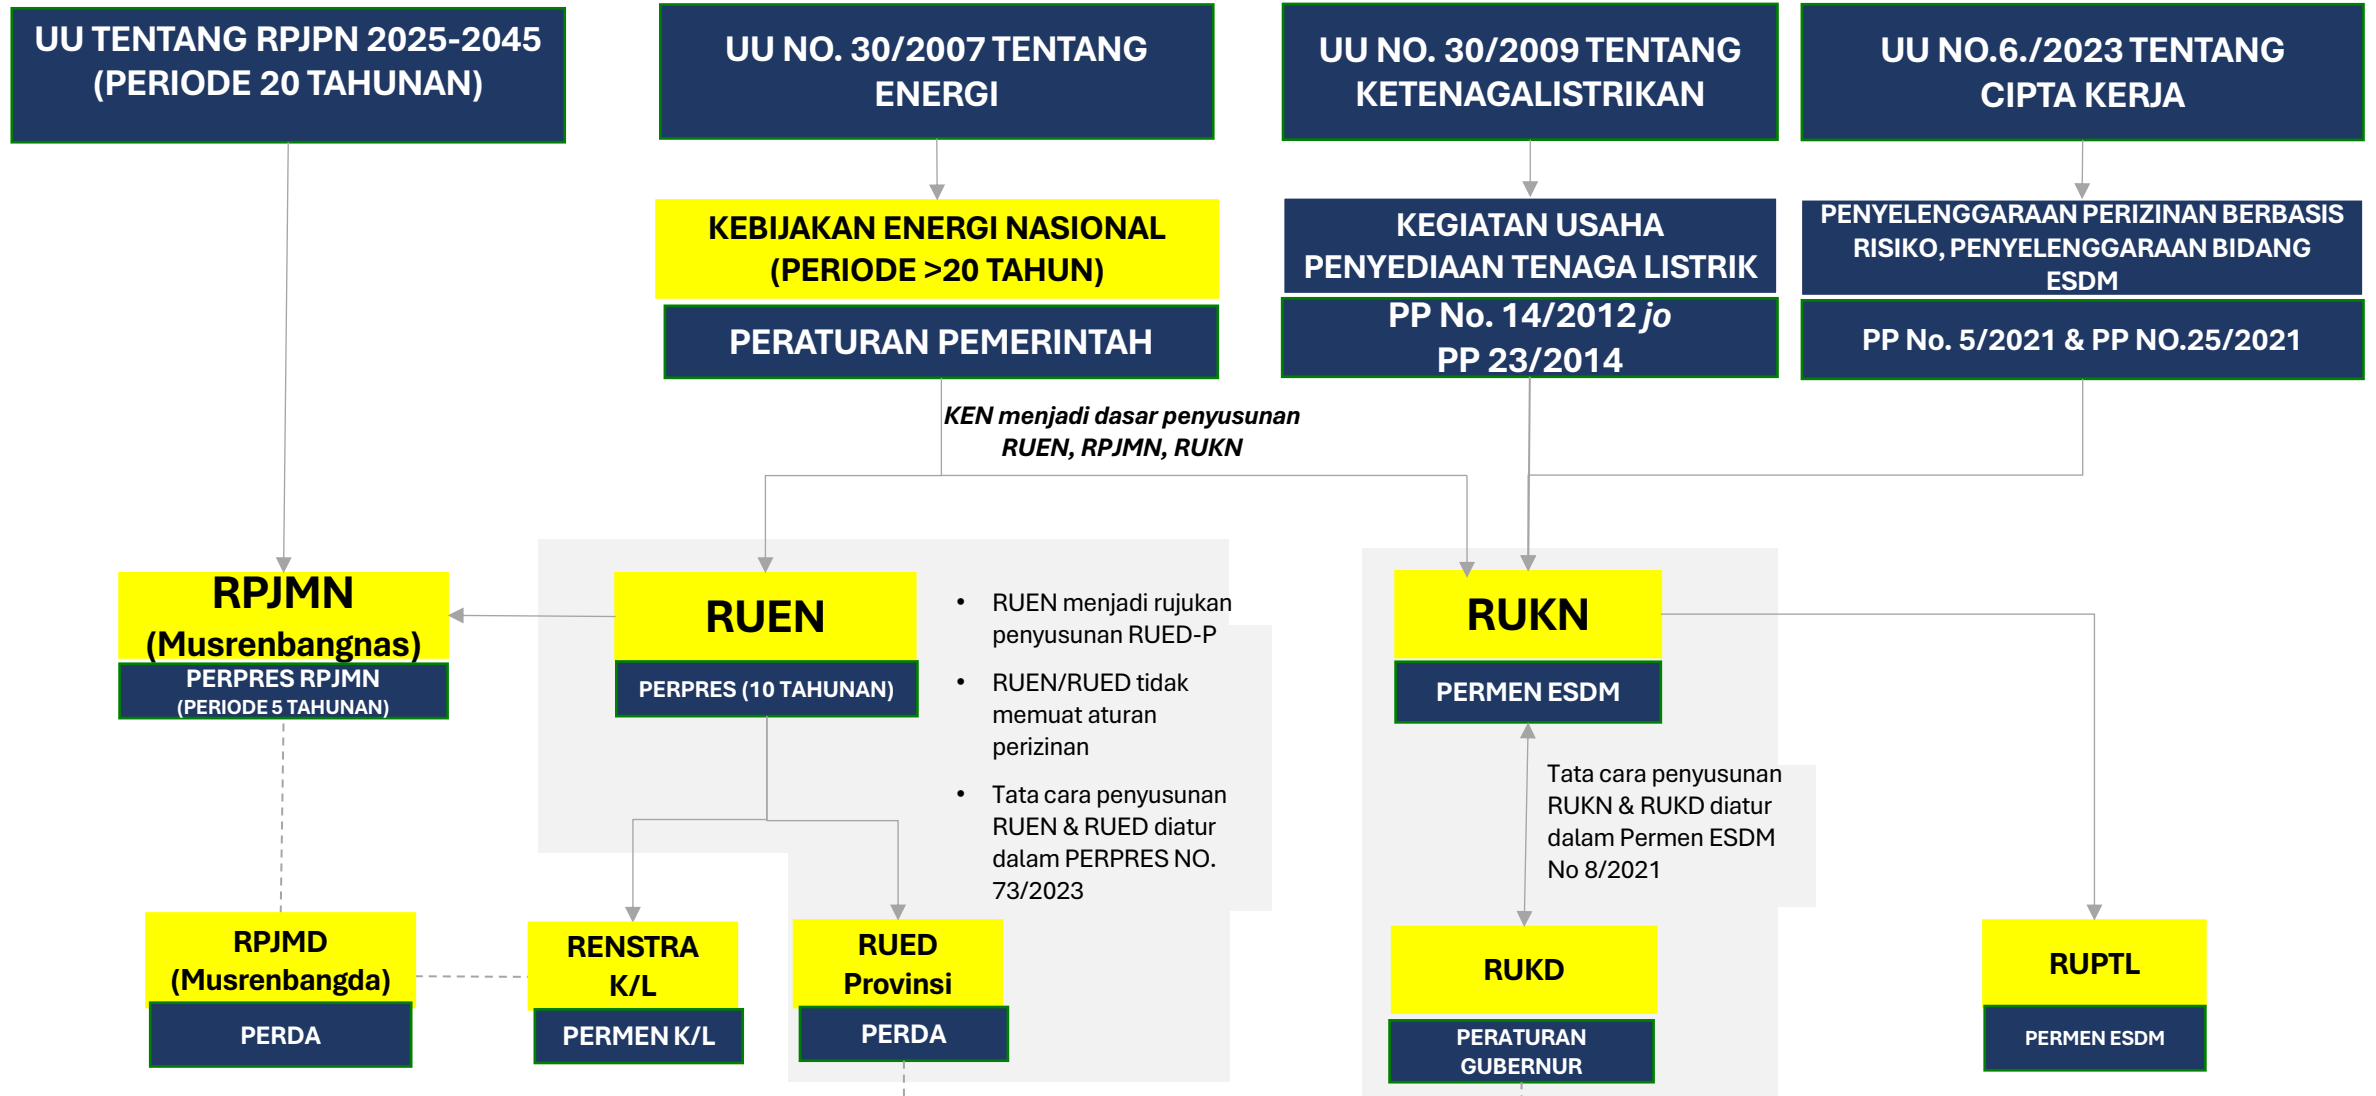 UU TENTANG RPJPN 2025-2045
(PERIODE 20 TAHUNAN)
UU NO. 30/2007 TENTANG
ENERGI
UU NO. 30/2009 TENTANG
KETENAGALISTRIKAN
UU NO.6./2023 TENTANG
CIPTA KERJA
KEBIJAKAN ENERGI NASIONAL
(PERIODE >20 TAHUN)
PERATURAN PEMERINTAH
KEGIATAN USAHA
PENYEDIAAN TENAGA LISTRIK
PP No. 14/2012 jo
PP 23/2014
PENYELENGGARAAN PERIZINAN BERBASIS
RISIKO, PENYELENGGARAAN BIDANG
ESDM
PP No. 5/2021 & PP NO.25/2021
KEN menjadi dasar penyusunan
RUEN, RPJMN, RUKN
RPJMN
(Musrenbangnas)
PERPRES RPJMN
(PERIODE 5 TAHUNAN)
RUEN
PERPRES (10 TAHUNAN)
• RUEN menjadi rujukan
penyusunan RUED-P
• RUEN/RUED tidak
memuat aturan
perizinan
• Tata cara penyusunan
RUEN & RUED diatur
dalam PERPRES NO.
73/2023
RUKN
PERMEN ESDM
Tata cara penyusunan
RUKN & RUKD diatur
dalam Permen ESDM
No 8/2021
RPJMD
(Musrenbangda)
PERDA
RENSTRA
K/L
PERMEN K/L
RUED
Provinsi
PERDA
RUKD
PERATURAN
GUBERNUR
RUPTL
PERMEN ESDM